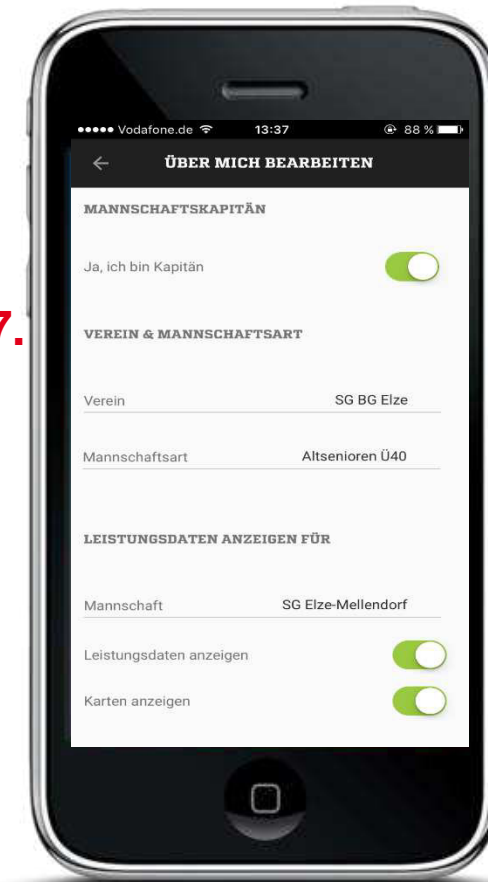 ●●●●● Vodafone.de 13:37 88 %
ÜBER MICH BEARBEITEN
MANNSCHAFTSKAPITÄN
Ja, ich bin Kapitän
7.
VEREIN & MANNSCHAFTSART
Verein SG BG Elze
Mannschaftsart Altsenioren Ü40
LEISTUNGSDATEN ANZEIGEN FÜR
Mannschaft SG Elze-Mellendorf
Leistungsdaten anzeigen
Karten anzeigen